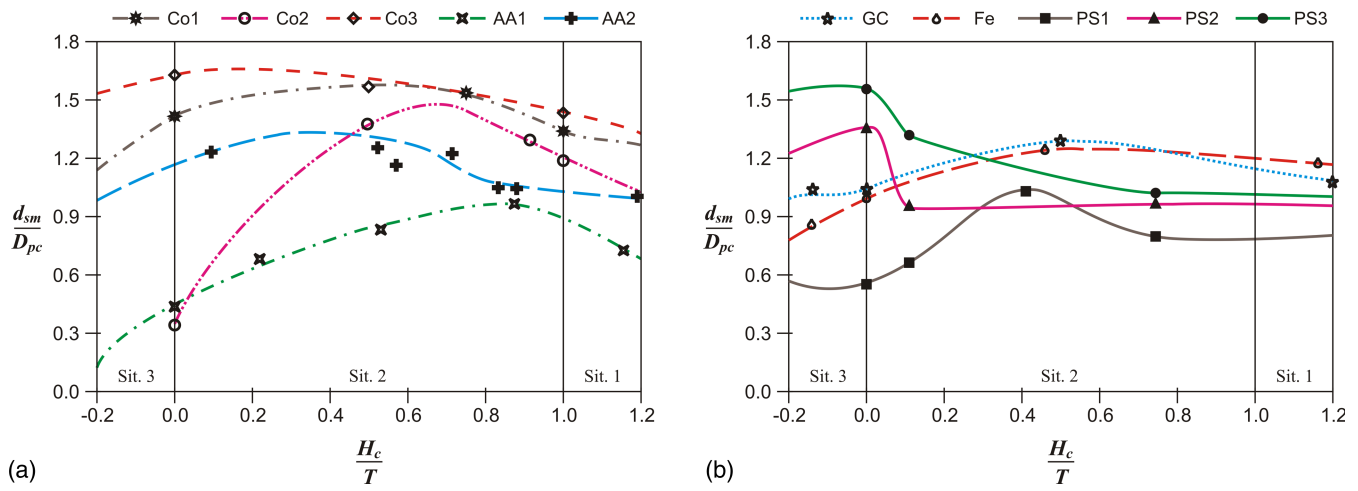 Co1 Co2 Co3 AA1 AA2
1.8
1.5
1.2
0.9
0.6
0.3
0.0
d_sm
D_pc
Sit. 3 Sit. 2 Sit. 1
-0.2 0.0 0.2 0.4 0.6 0.8 1.0 1.2
H_c
T
(a)
GC Fe PS1 PS2 PS3
1.8
1.5
1.2
0.9
0.6
0.3
0.0
d_sm
D_pc
Sit. 3 Sit. 2 Sit. 1
-0.2 0.0 0.2 0.4 0.6 0.8 1.0 1.2
H_c
T
(b)